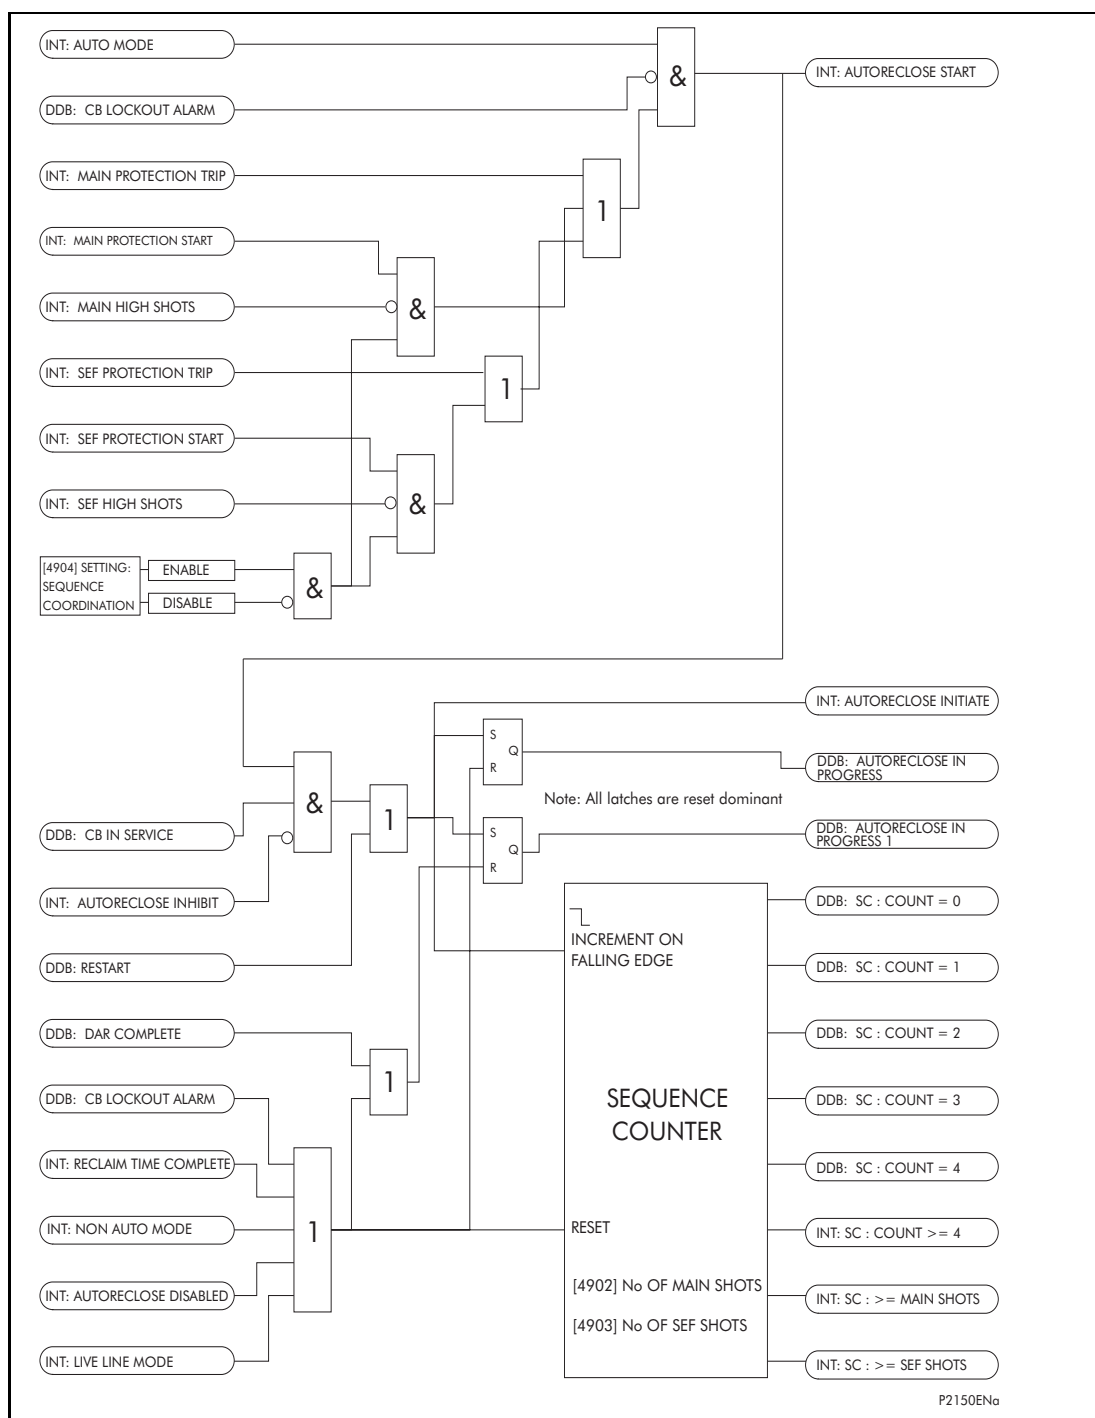 INT: AUTO MODE
INT: AUTORECLOSE START
&
DDB: CB LOCKOUT ALARM
INT: MAIN PROTECTION TRIP
1
INT: MAIN PROTECTION START
&
INT: MAIN HIGH SHOTS
INT: SEF PROTECTION TRIP
1
INT: SEF PROTECTION START
&
INT: SEF HIGH SHOTS
[4904] SETTING:
SEQUENCE
COORDINATION
ENABLE
DISABLE
&
INT: AUTORECLOSE INITIATE
S
Q
R
DDB: AUTORECLOSE IN
PROGRESS
Note: All latches are reset dominant
&
1
DDB: CB IN SERVICE
S
Q
R
DDB: AUTORECLOSE IN
PROGRESS 1
INT: AUTORECLOSE INHIBIT
DDB: RESTART
INCREMENT ON
FALLING EDGE
DDB: SC : COUNT = 0
DDB: SC : COUNT = 1
DDB: DAR COMPLETE
1
DDB: SC : COUNT = 2
DDB: CB LOCKOUT ALARM
SEQUENCE
COUNTER
DDB: SC : COUNT = 3
INT: RECLAIM TIME COMPLETE
DDB: SC : COUNT = 4
INT: NON AUTO MODE
1
RESET
INT: SC : COUNT >= 4
INT: AUTORECLOSE DISABLED
[4902] No OF MAIN SHOTS
INT: SC : >= MAIN SHOTS
[4903] No OF SEF SHOTS
INT: LIVE LINE MODE
INT: SC : >= SEF SHOTS
P2150ENa